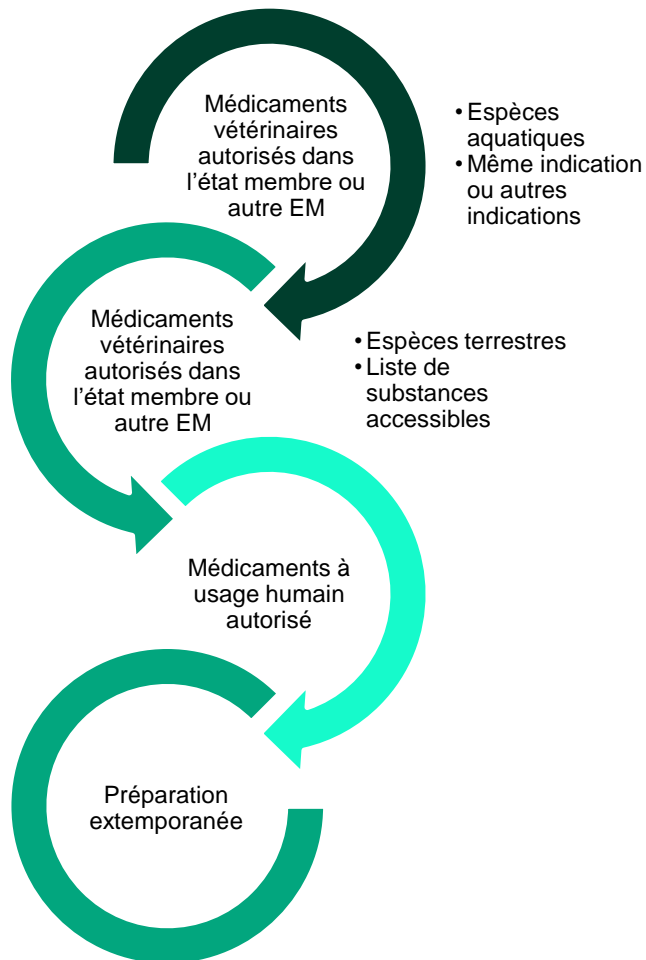 Médicaments
vétérinaires
autorisés dans
l'état membre ou
autre EM
• Espèces
aquatiques
• Même indication
ou autres
indications
Médicaments
vétérinaires
autorisés dans
l'état membre ou
autre EM
• Espèces terrestres
• Liste de
substances
accessibles
Médicaments à
usage humain
autorisé
Préparation
extemporanée